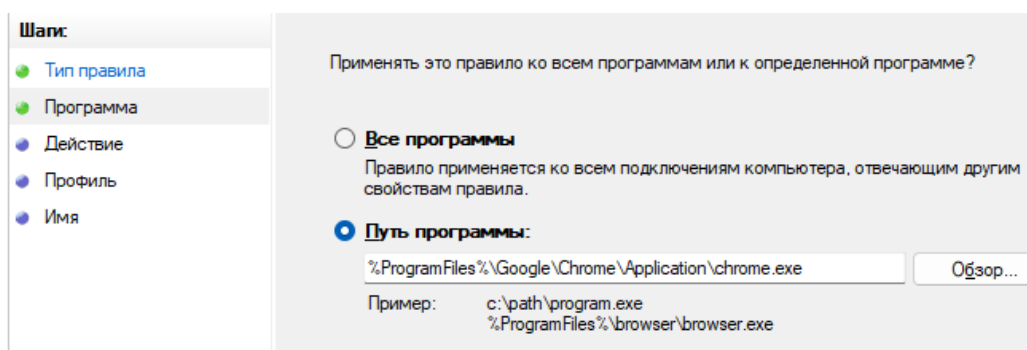 Шаги:
Тип правила
Программа
Действие
Профиль
Имя
Применять это правило ко всем программам или к определенной программе?
Все программы
Правило применяется ко всем подключениям компьютера, отвечающим другим
свойствам правила.
Путь программы:
%ProgramFiles%\Google\Chrome\Application\chrome.exe
Обзор...
Пример: c:\path\program.exe
%ProgramFiles%\browser\browser.exe